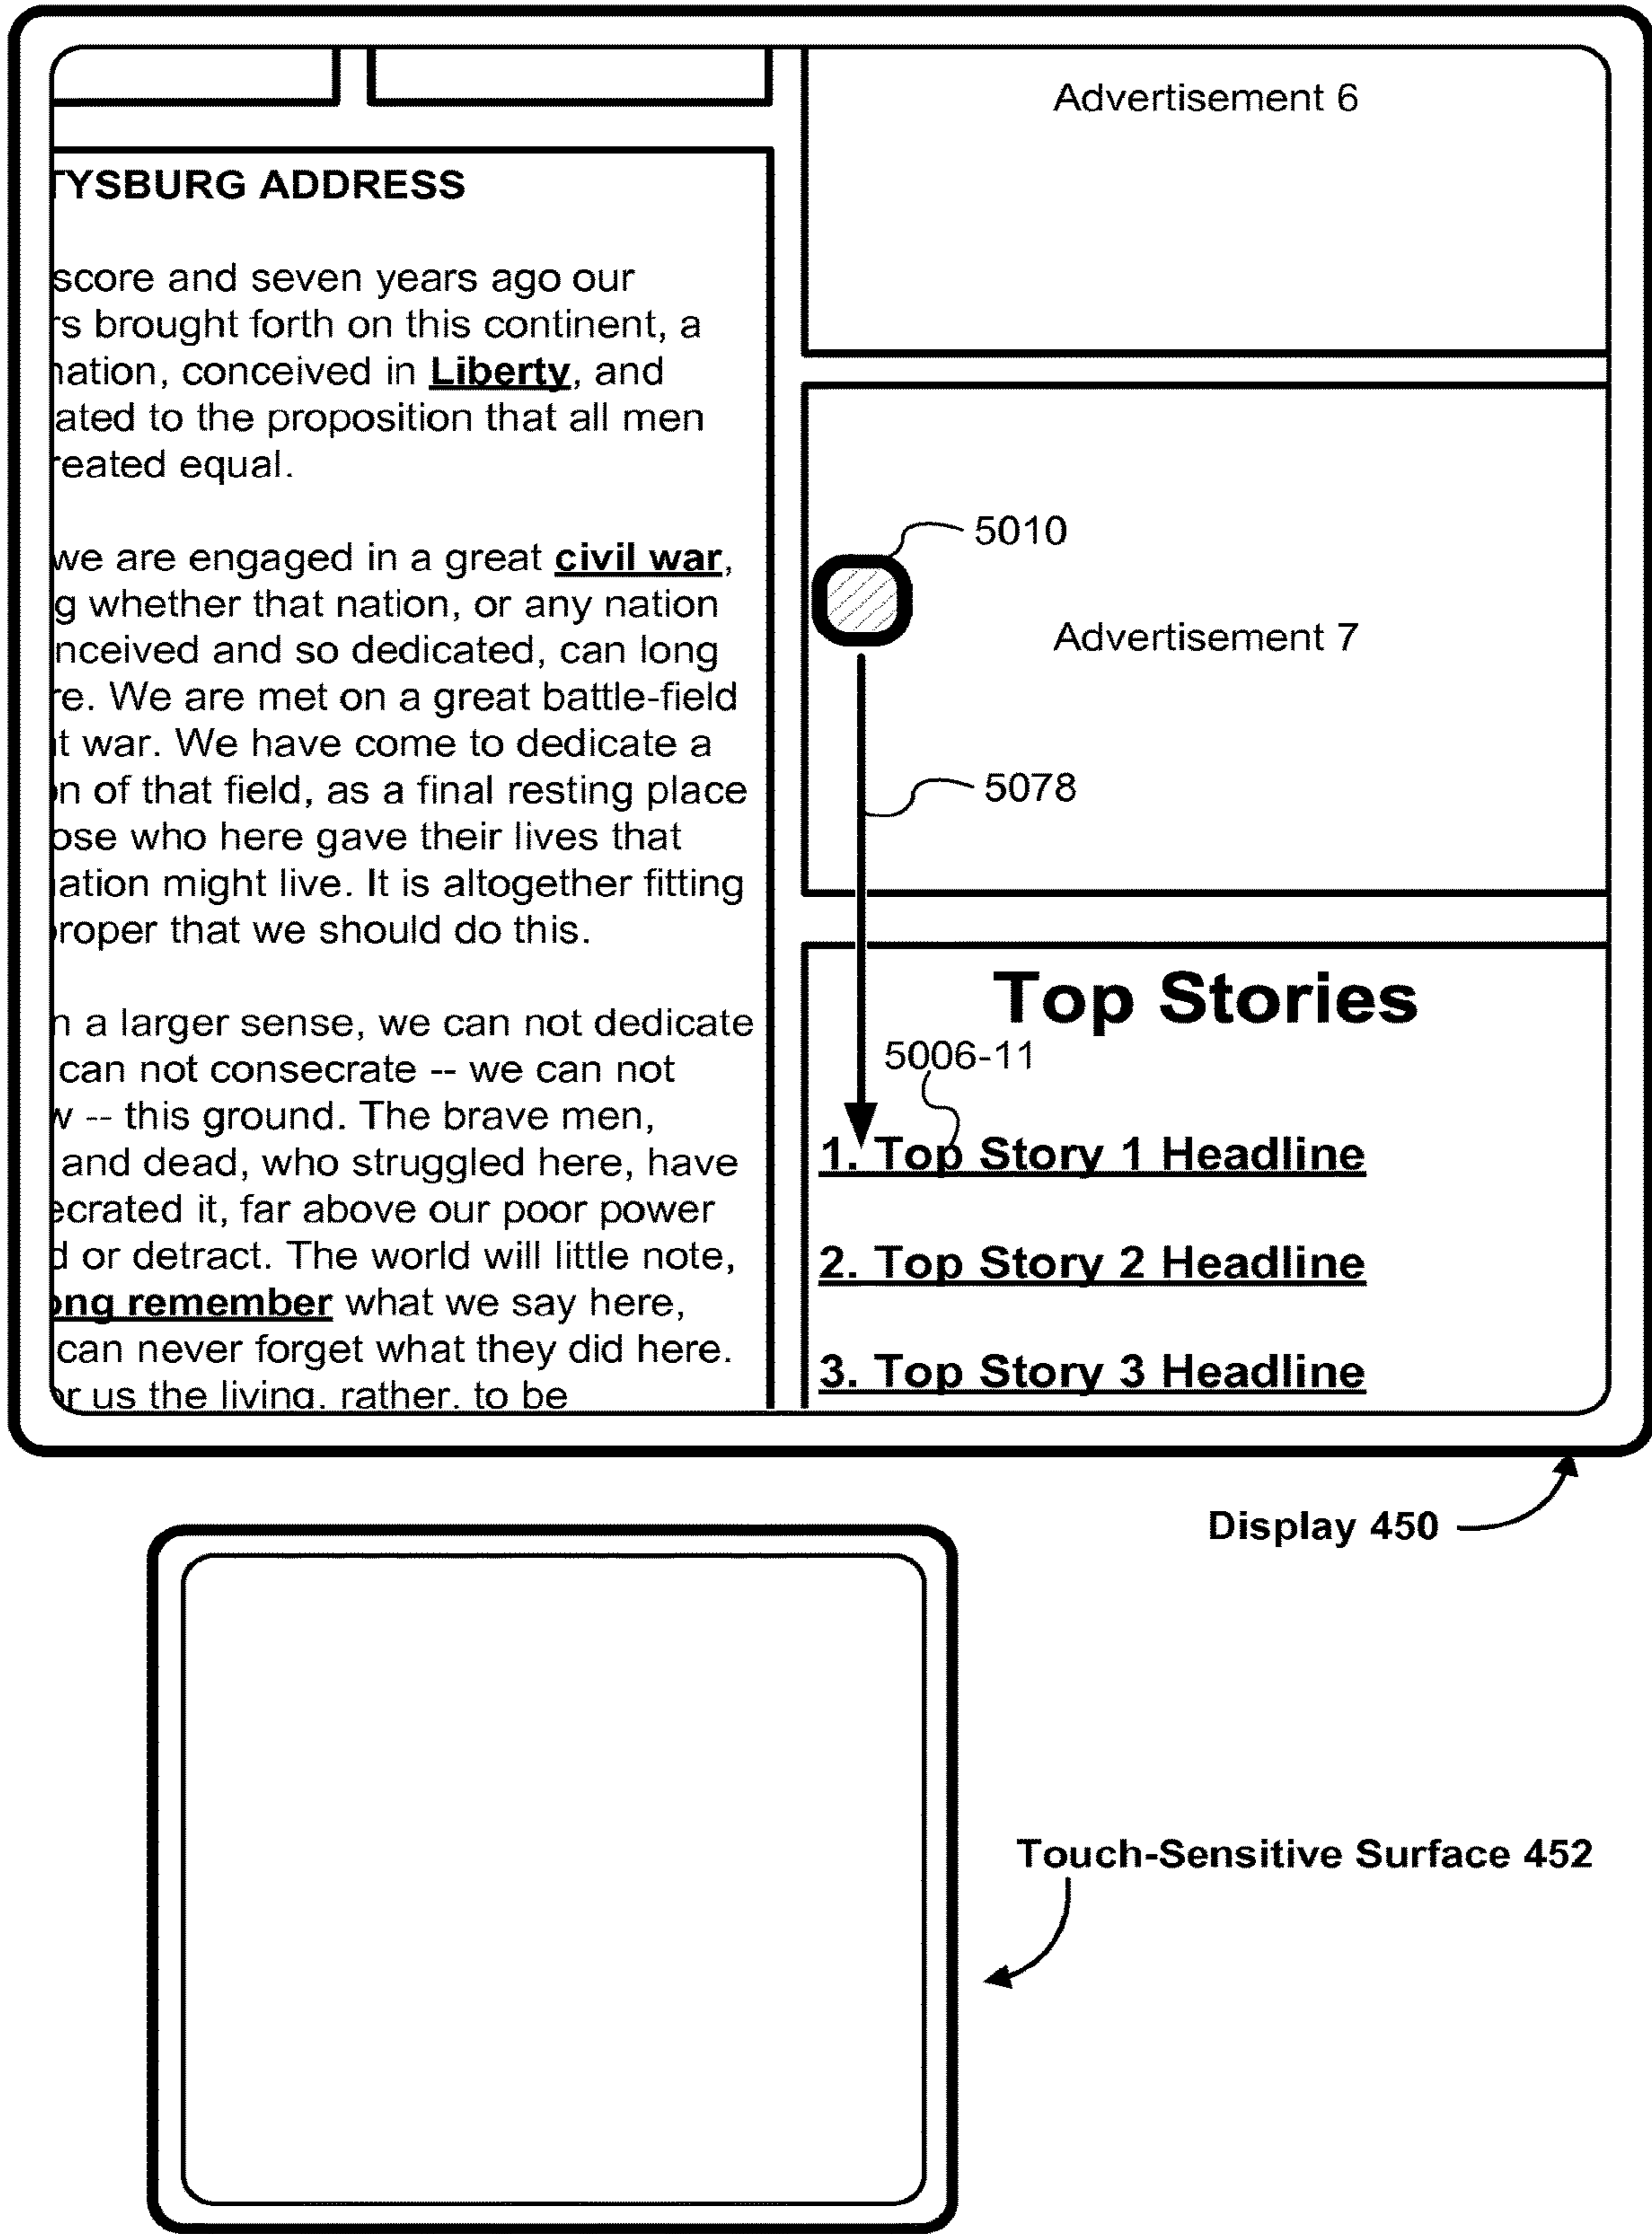 TYSBURG ADDRESS
score and seven years ago our
rs brought forth on this continent, a
nation, conceived in Liberty, and
ated to the proposition that all men
reated equal.
we are engaged in a great civil war,
g whether that nation, or any nation
nceived and so dedicated, can long
re. We are met on a great battle-field
t war. We have come to dedicate a
n of that field, as a final resting place
ose who here gave their lives that
ation might live. It is altogether fitting
roper that we should do this.
n a larger sense, we can not dedicate
can not consecrate -- we can not
w -- this ground. The brave men,
and dead, who struggled here, have
ecrated it, far above our poor power
d or detract. The world will little note,
ong remember what we say here,
can never forget what they did here.
or us the living, rather, to be
Advertisement 6
5010
Advertisement 7
5078
Top Stories
5006-11
1. Top Story 1 Headline
2. Top Story 2 Headline
3. Top Story 3 Headline
Display 450
Touch-Sensitive Surface 452